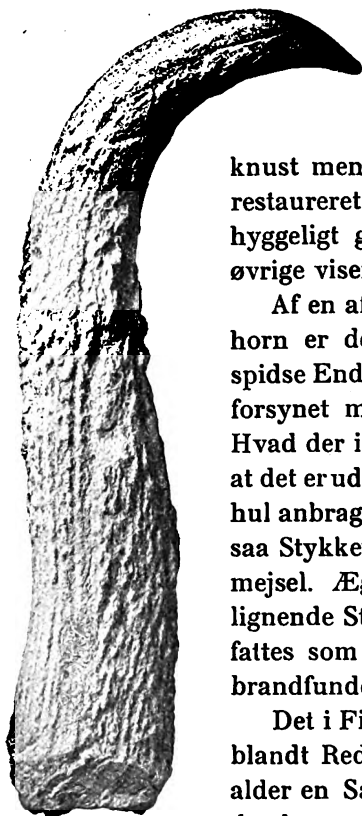 knust men
restaureret
hyggeligt g
øvrige vise
Af en af
horn er de
spidse End
forsynet m
Hvad der i
at det er ud
hul anbrag
saa Stykke
mejsel. Æg
lignende St
fattes som
brandfunde
Det i Fi
blandt Red
alder en Sa